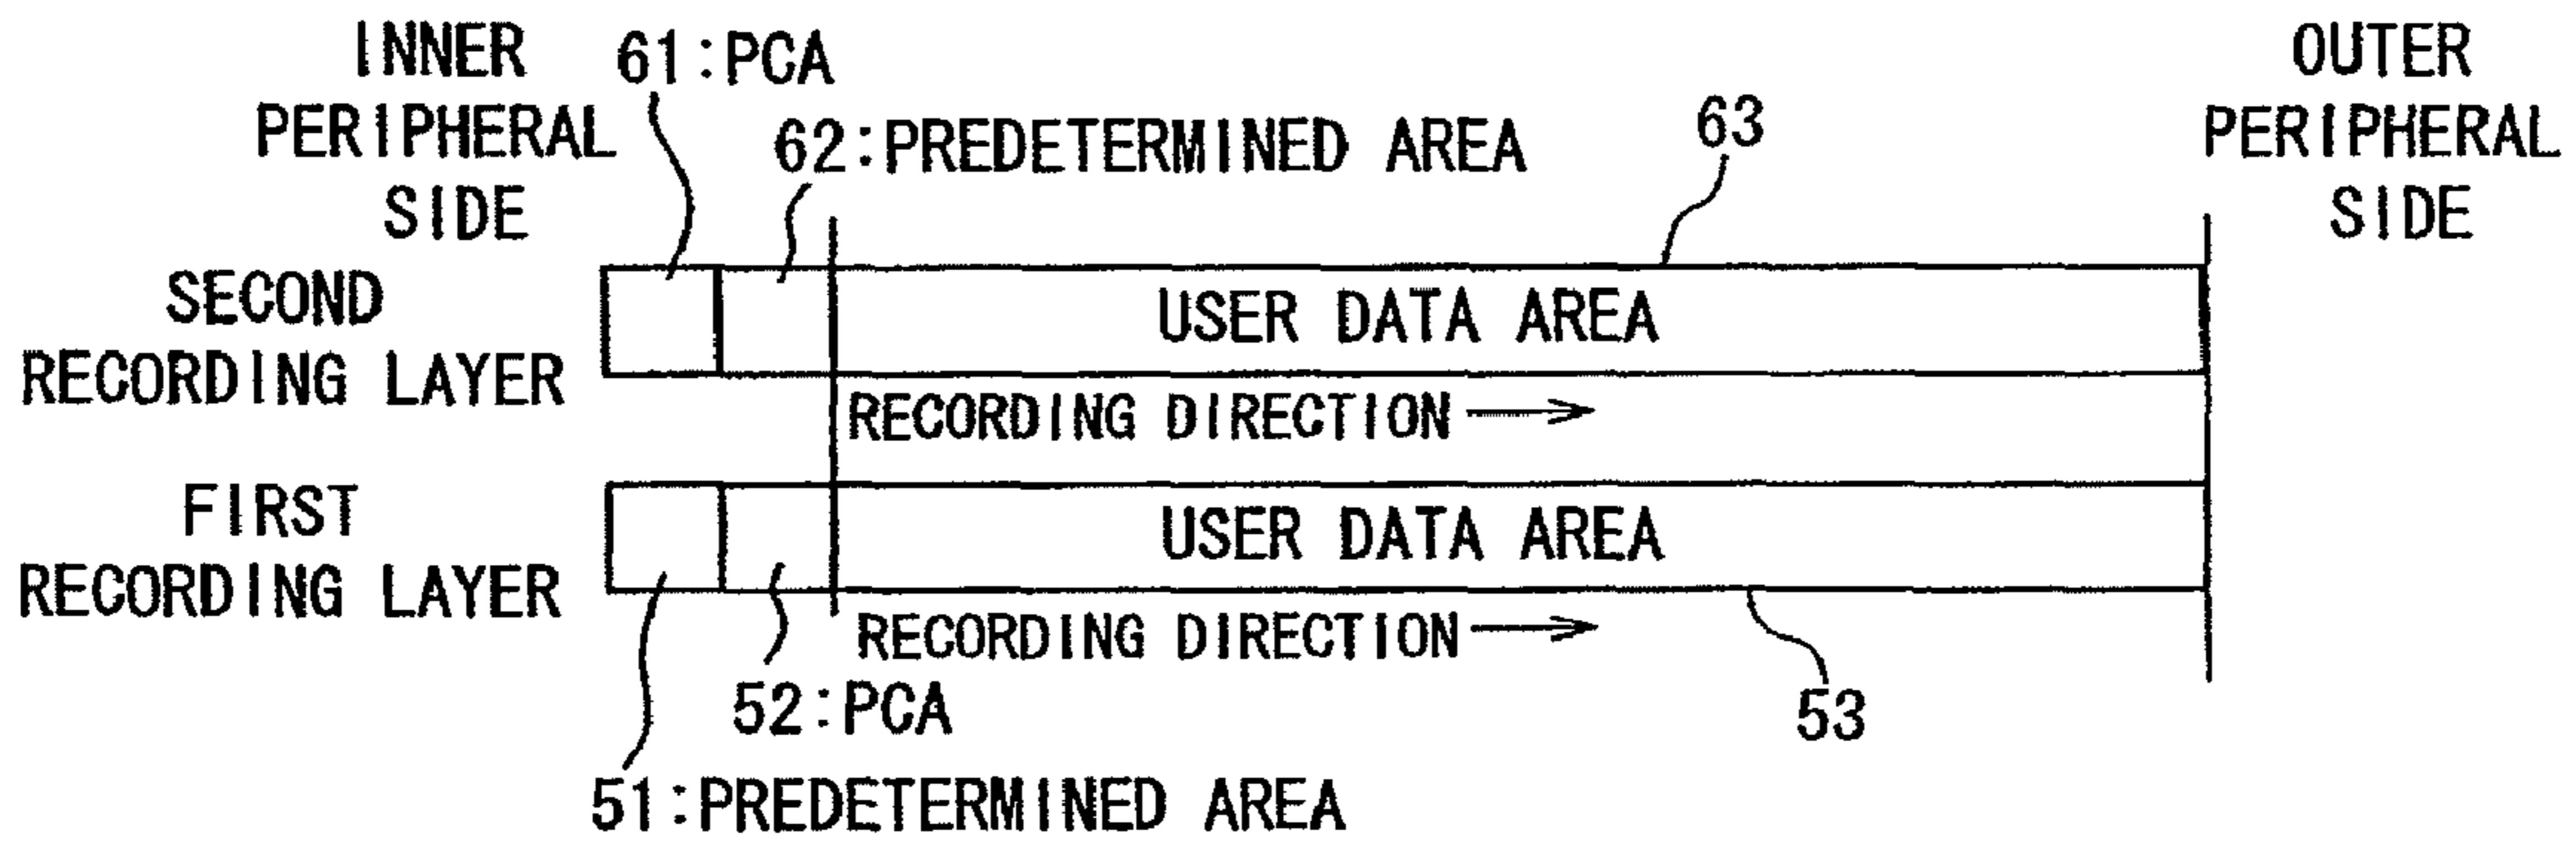 INNER
PERIPHERAL
SIDE
61:PCA
62:PREDETERMINED AREA
63
OUTER
PERIPHERAL
SIDE
SECOND
RECORDING LAYER
USER DATA AREA
RECORDING DIRECTION
FIRST
RECORDING LAYER
USER DATA AREA
RECORDING DIRECTION
52:PCA
53
51:PREDETERMINED AREA